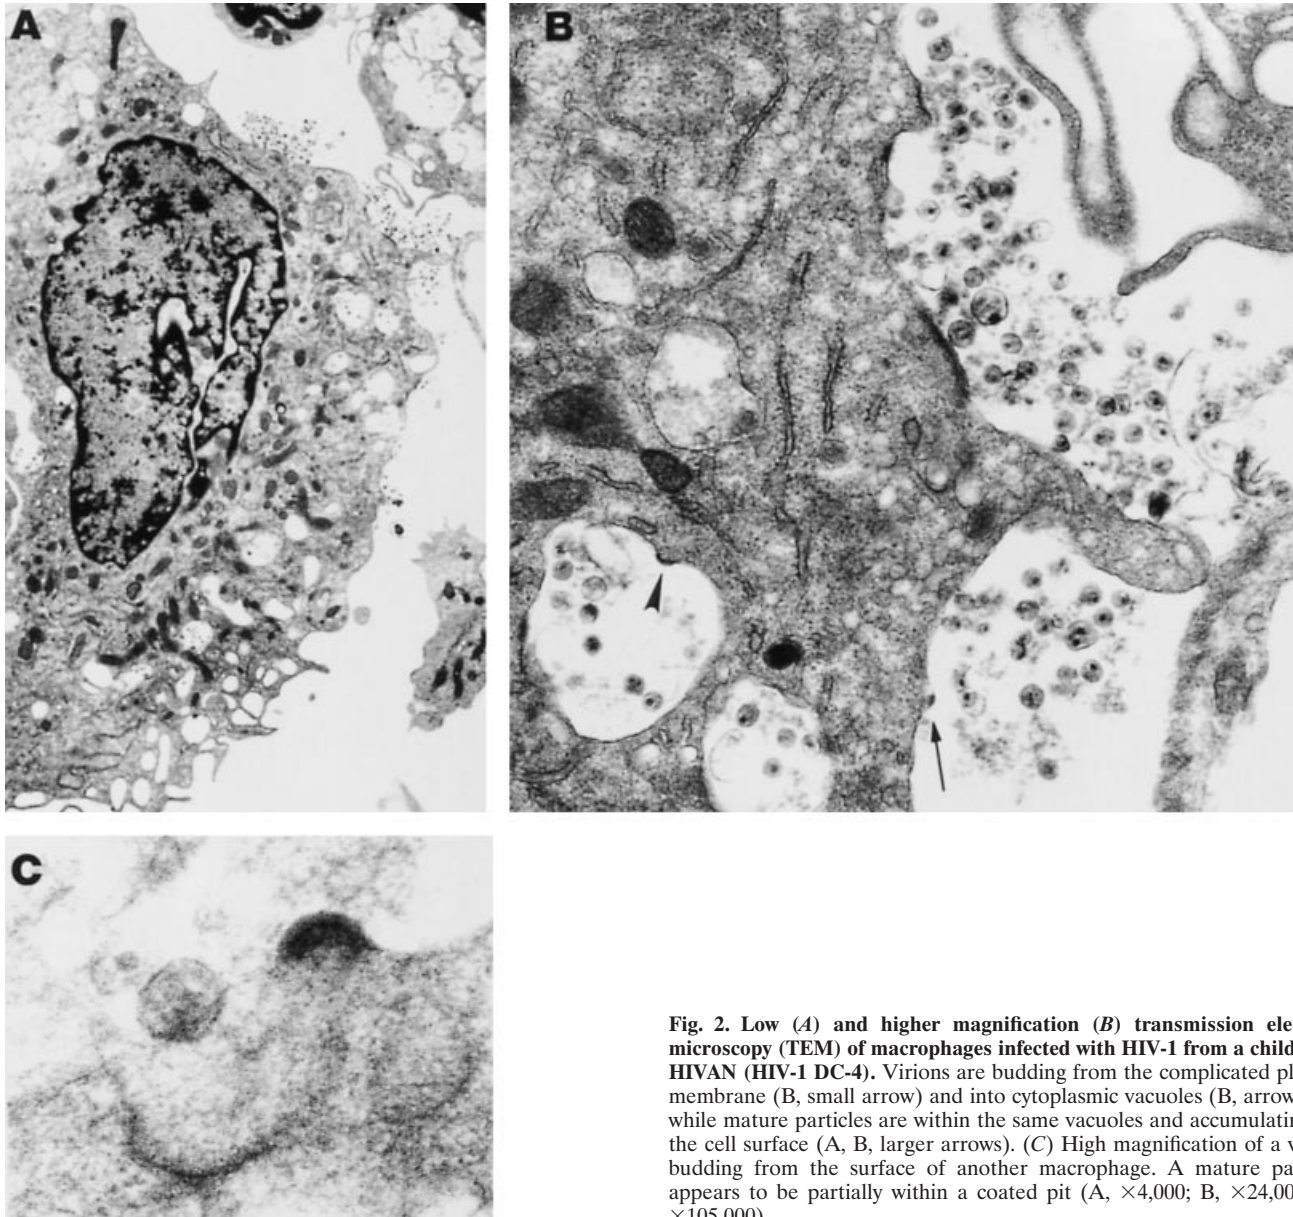 A
B
C
Fig. 2. Low (A) and higher magnification (B) transmission ele
microscopy (TEM) of macrophages infected with HIV-1 from a child
HIVAN (HIV-1 DC-4). Virions are budding from the complicated pl
membrane (B, small arrow) and into cytoplasmic vacuoles (B, arrow
while mature particles are within the same vacuoles and accumulati
the cell surface (A, B, larger arrows). (C) High magnification of a v
budding from the surface of another macrophage. A mature pa
appears to be partially within a coated pit (A, ×4,000; B, ×24,00
×105,000)